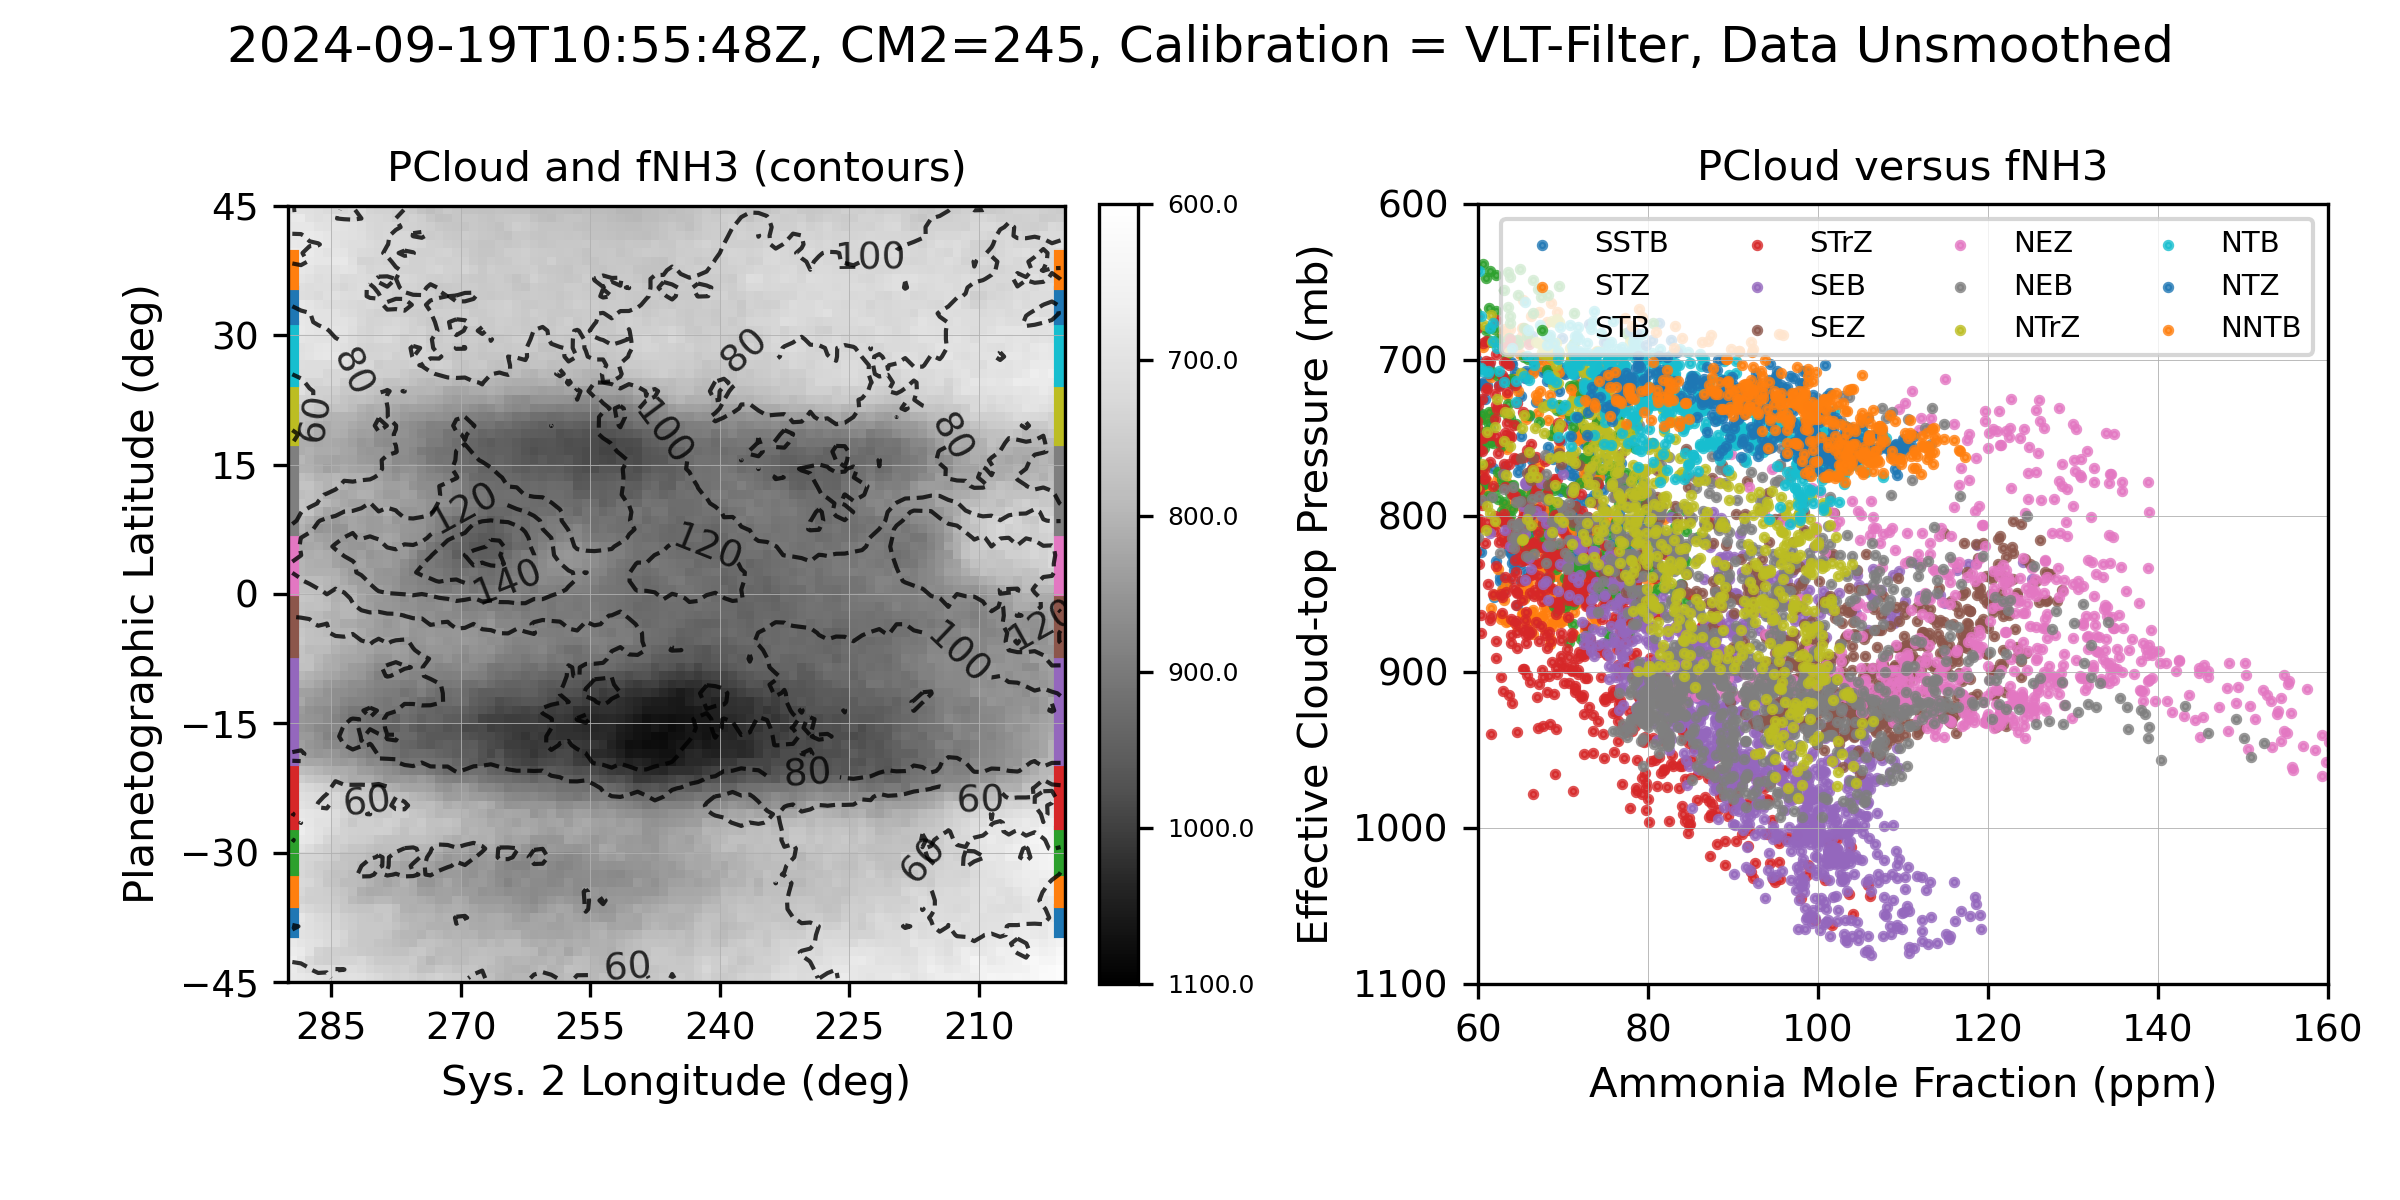 2024-09-19T10:55:48Z, CM2=245, Calibration = VLT-Filter, Data Unsmoothed
PCloud and fNH3 (contours)
Planetographic Latitude (deg)
45
30
15
0
−15
−30
−45
100
80
80
60
100
80
120
120
140
120
100
80
60
60
60
60
285
270
255
240
225
210
Sys. 2 Longitude (deg)
600.0
700.0
800.0
900.0
1000.0
1100.0
PCloud versus fNH3
Effective Cloud-top Pressure (mb)
600
700
800
900
1000
1100
SSTB
STZ
STB
STrZ
SEB
SEZ
NEZ
NEB
NTrZ
NTB
NTZ
NNTB
60
80
100
120
140
160
Ammonia Mole Fraction (ppm)